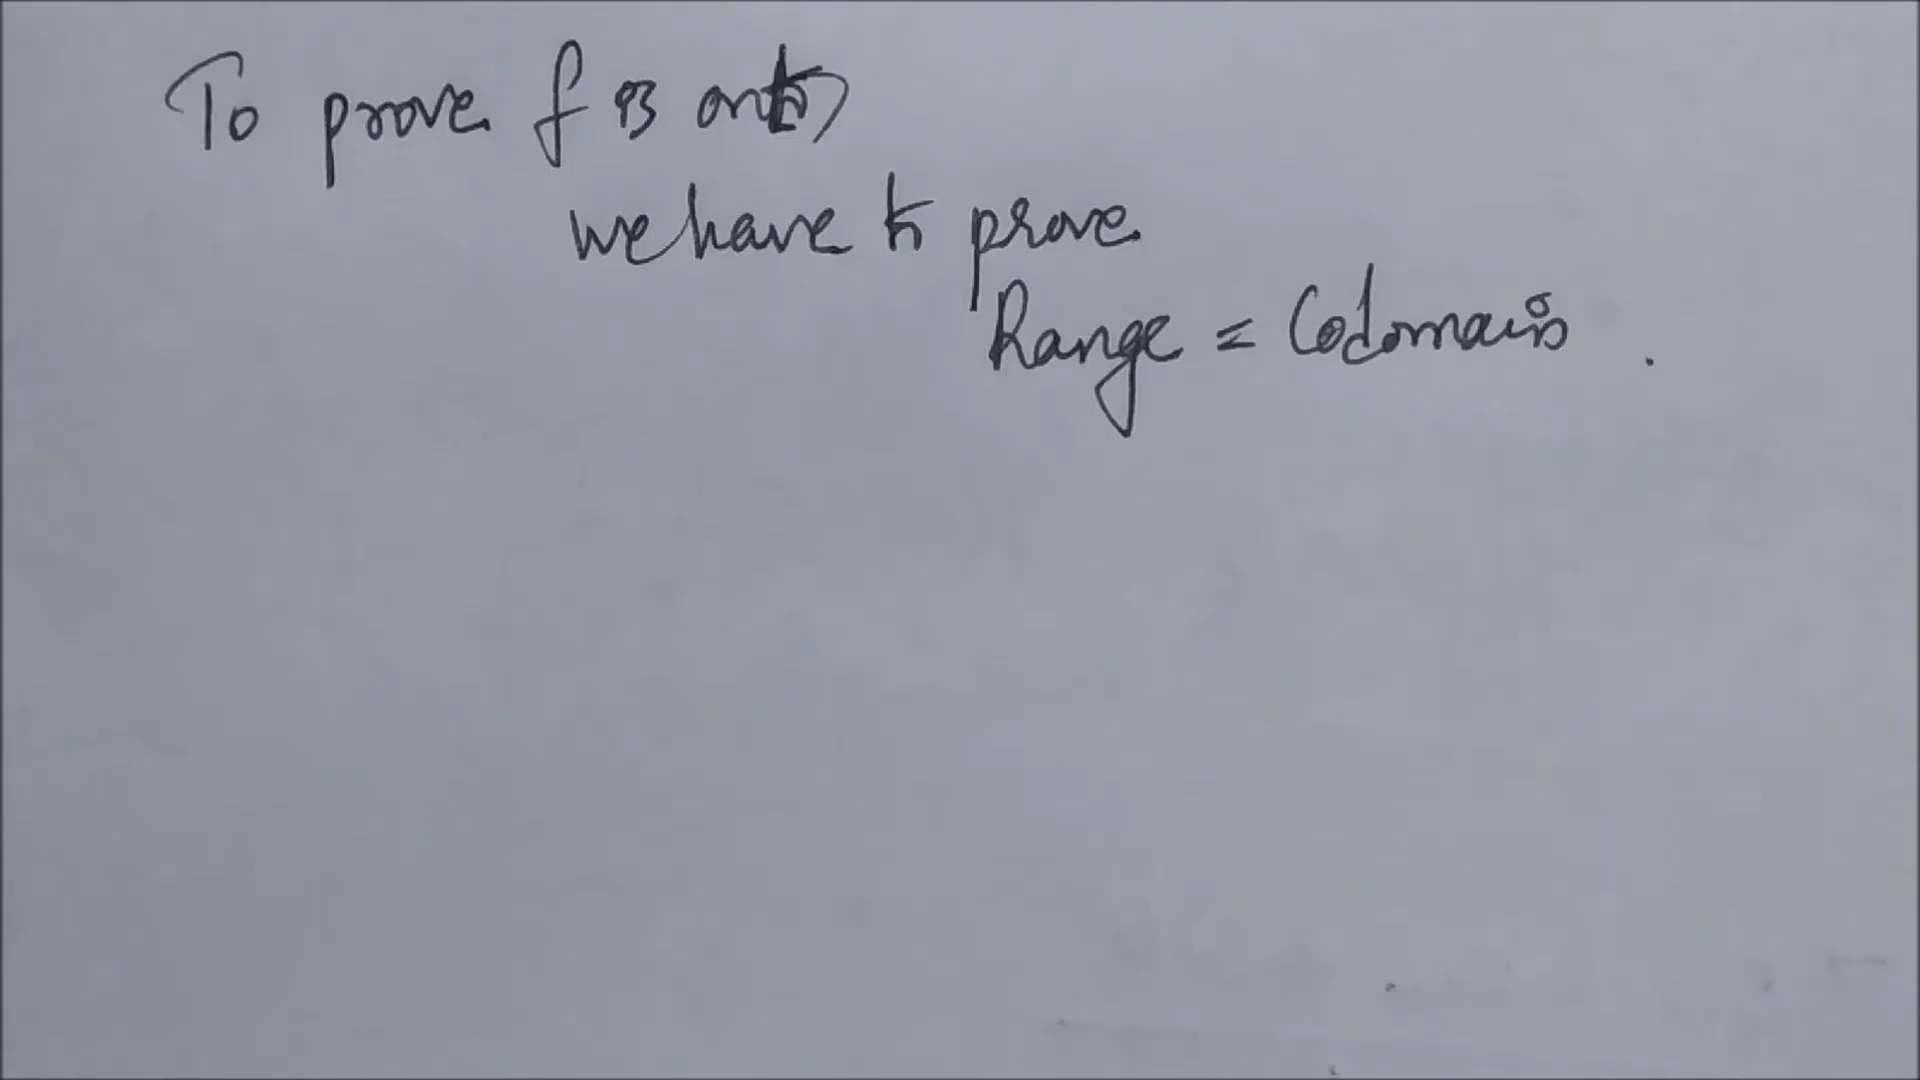 To prove f is onto
we have to prove
Range = Codomain.